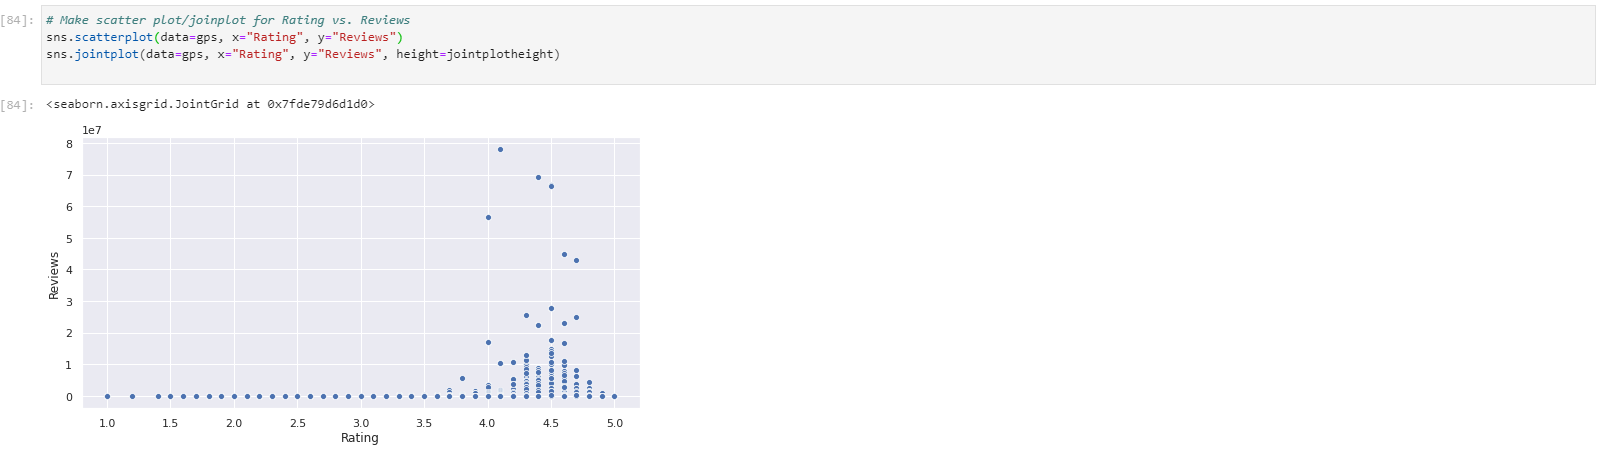 [84]: # Make scatter plot/joinplot for Rating vs. Reviews
sns.scatterplot(data=gps, x="Rating", y="Reviews")
sns.jointplot(data=gps, x="Rating", y="Reviews", height=jointplotheight)
[84]: <seaborn.axisgrid.JointGrid at 0x7fde79d6d1d0>
1e7
8
7
6
5
4
3
2
1
0
Reviews
1.0 1.5 2.0 2.5 3.0 3.5 4.0 4.5 5.0
Rating